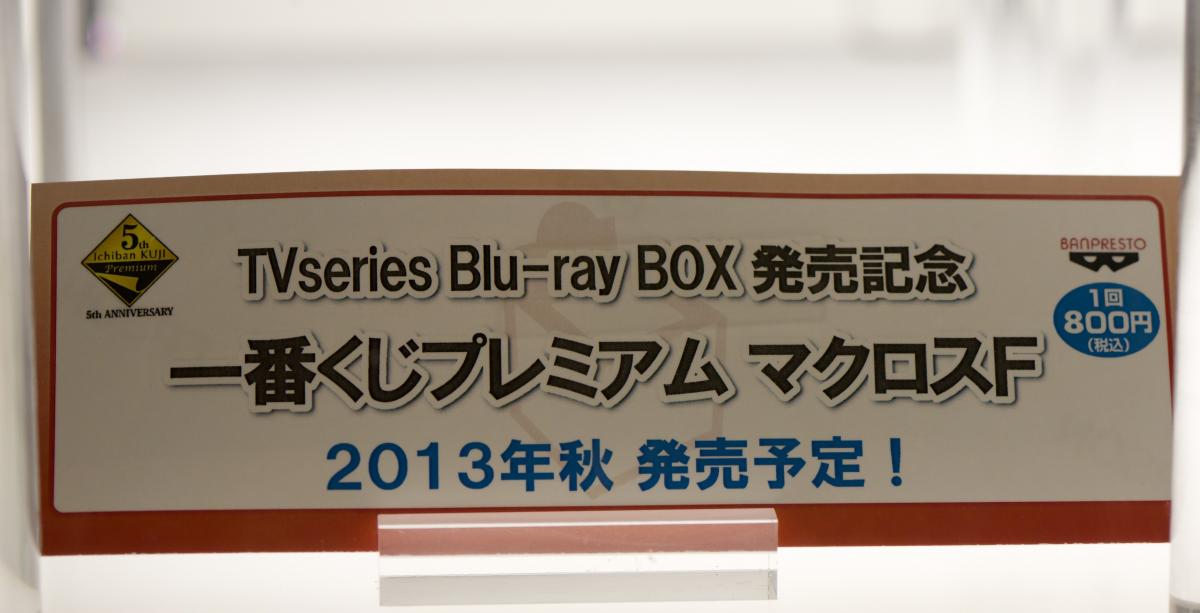 5th
Ichiban KUJI
Premium
5th ANNIVERSARY
TVseries Blu-ray BOX 発売記念
一番くじプレミアム マクロスF
2013年秋 発売予定！
BANPRESTO
1回
800円
(税込)